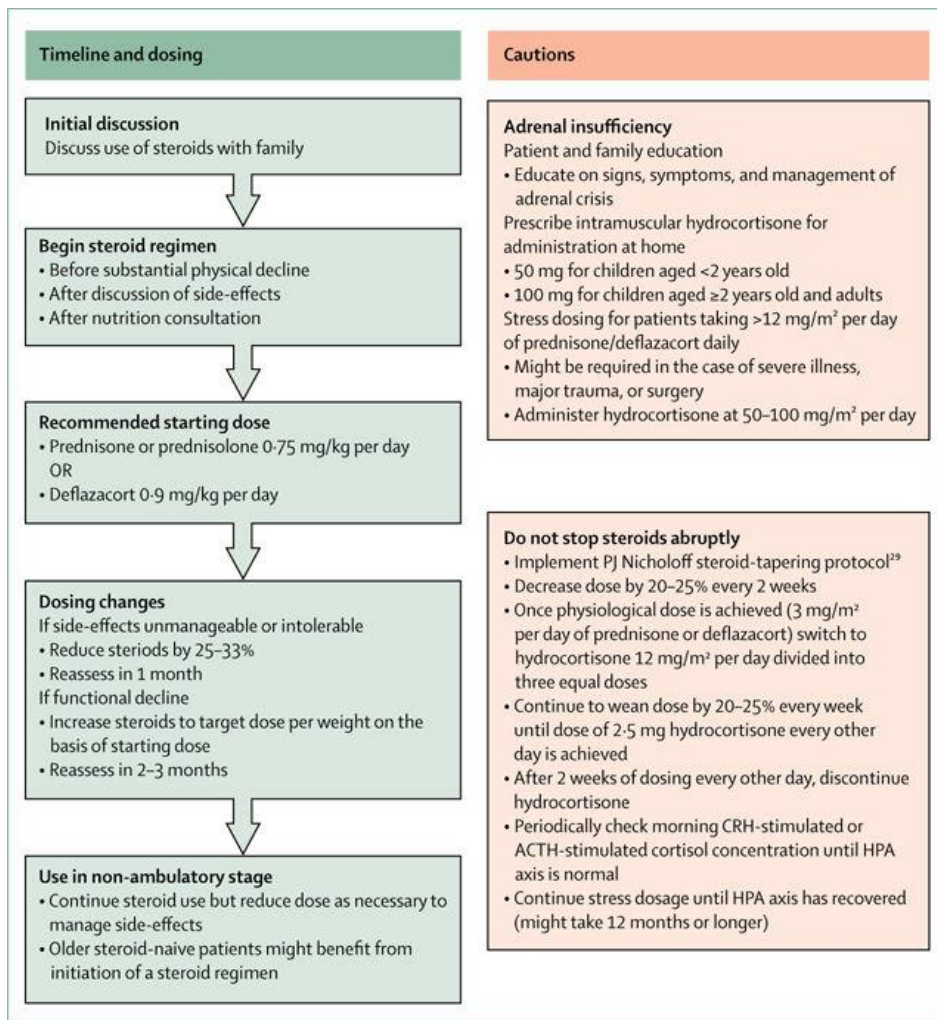 Timeline and dosing
Initial discussion
Discuss use of steroids with family
Begin steroid regimen
• Before substantial physical decline
• After discussion of side-effects
• After nutrition consultation
Recommended starting dose
• Prednisone or prednisolone 0·75 mg/kg per day
OR
• Deflazacort 0·9 mg/kg per day
Dosing changes
If side-effects unmanageable or intolerable
• Reduce steriods by 25–33%
• Reassess in 1 month
If functional decline
• Increase steroids to target dose per weight on the
basis of starting dose
• Reassess in 2–3 months
Use in non-ambulatory stage
• Continue steroid use but reduce dose as necessary to
manage side-effects
• Older steroid-naive patients might benefit from
initiation of a steroid regimen
Cautions
Adrenal insufficiency
Patient and family education
• Educate on signs, symptoms, and management of
adrenal crisis
Prescribe intramuscular hydrocortisone for
administration at home
• 50 mg for children aged <2 years old
• 100 mg for children aged ≥2 years old and adults
Stress dosing for patients taking >12 mg/m² per day
of prednisone/deflazacort daily
• Might be required in the case of severe illness,
major trauma, or surgery
• Administer hydrocortisone at 50–100 mg/m² per day
Do not stop steroids abruptly
• Implement PJ Nicholoff steroid-tapering protocol²⁹
• Decrease dose by 20–25% every 2 weeks
• Once physiological dose is achieved (3 mg/m²
per day of prednisone or deflazacort) switch to
hydrocortisone 12 mg/m² per day divided into
three equal doses
• Continue to wean dose by 20–25% every week
until dose of 2·5 mg hydrocortisone every other
day is achieved
• After 2 weeks of dosing every other day, discontinue
hydrocortisone
• Periodically check morning CRH-stimulated or
ACTH-stimulated cortisol concentration until HPA
axis is normal
• Continue stress dosage until HPA axis has recovered
(might take 12 months or longer)